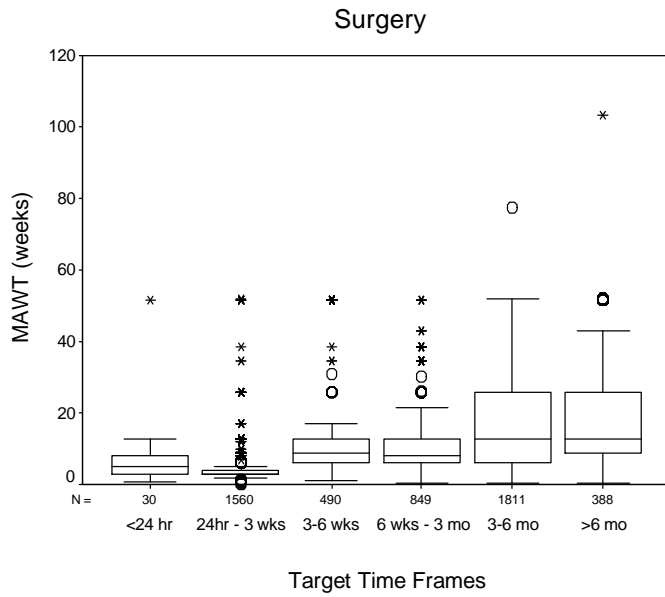 Surgery
120
100
80
60
40
20
0
MAWT (weeks)
N = 30 1560 490 849 1811 388
<24 hr 24hr - 3 wks 3-6 wks 6 wks - 3 mo 3-6 mo >6 mo
Target Time Frames